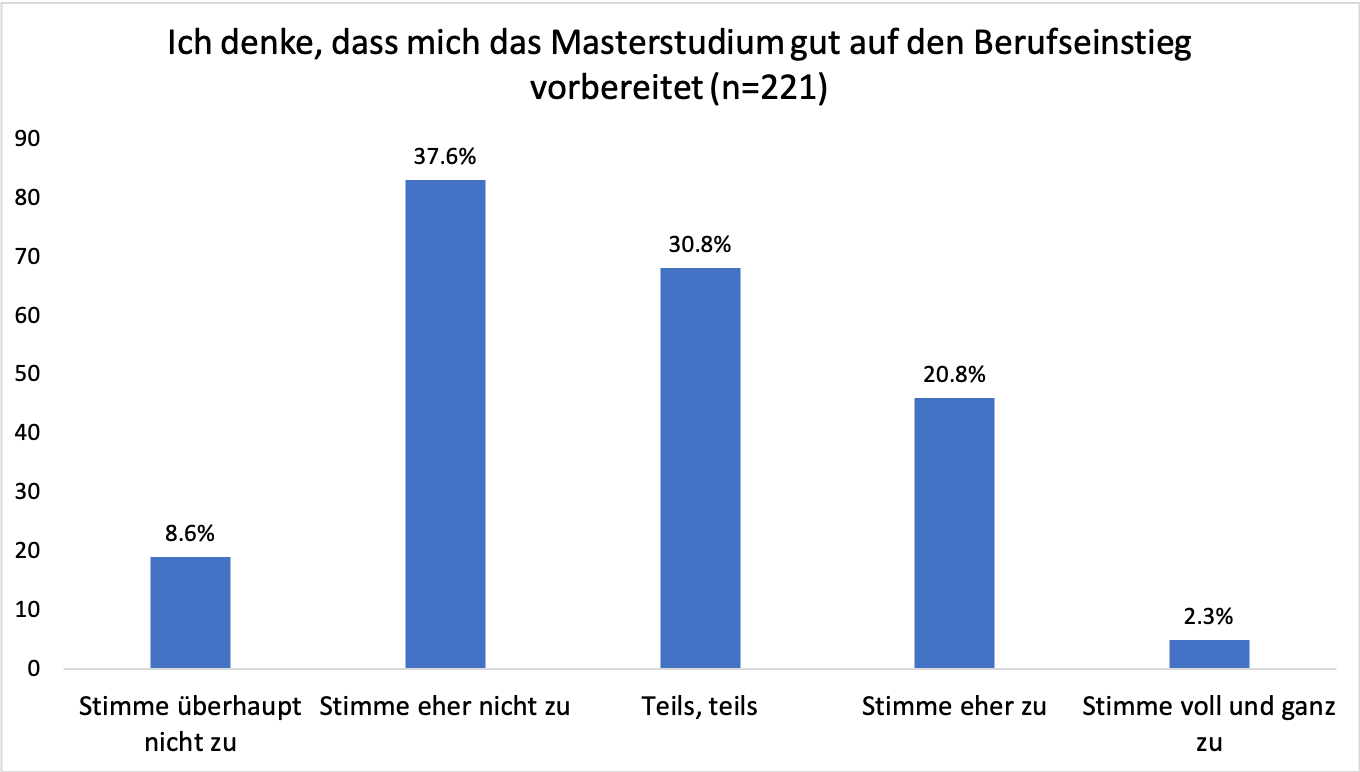 Ich denke, dass mich das Masterstudium gut auf den Berufseinstieg
vorbereitet (n=221)
90
80
70
60
50
40
30
20
10
0
8.6%
37.6%
30.8%
20.8%
2.3%
Stimme überhaupt
nicht zu
Stimme eher nicht zu
Teils, teils
Stimme eher zu
Stimme voll und ganz
zu